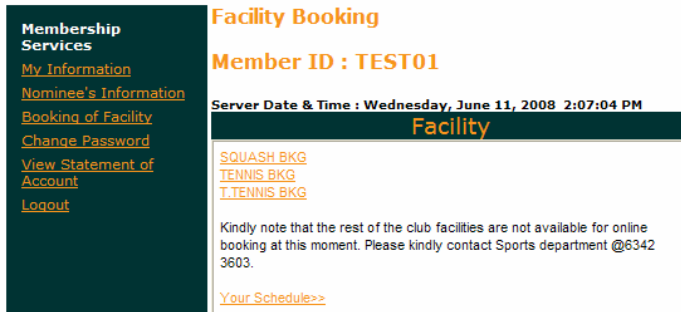 Membership
Services
My Information
Nominee's Information
Booking of Facility
Change Password
View Statement of
Account
Logout
Facility Booking
Member ID : TEST01
Server Date & Time : Wednesday, June 11, 2008 2:07:04 PM
Facility
SQUASH BKG
TENNIS BKG
T.TENNIS BKG
Kindly note that the rest of the club facilities are not available for online
booking at this moment. Please kindly contact Sports department @6342
3603.
Your Schedule>>